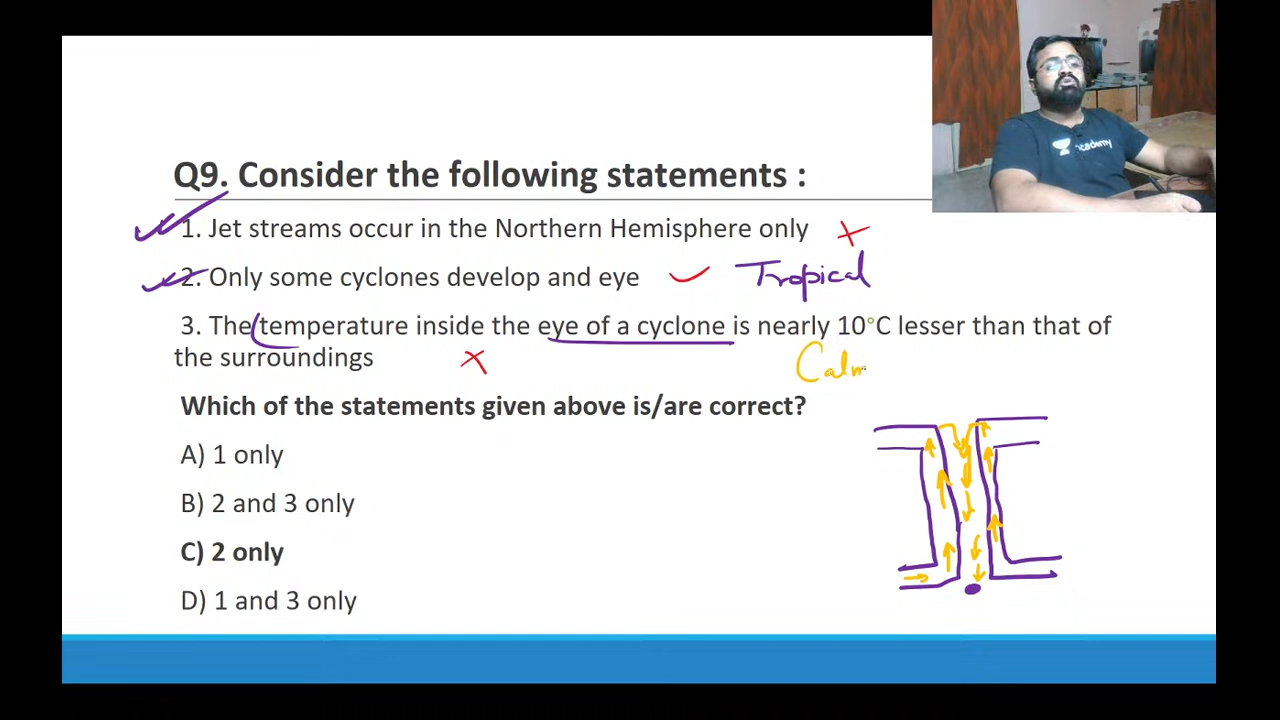 academy
Q9. Consider the following statements :
1. Jet streams occur in the Northern Hemisphere only
2. Only some cyclones develop and eye Tropical
3. The temperature inside the eye of a cyclone is nearly 10°C lesser than that of
the surroundings
Calm
Which of the statements given above is/are correct?
A) 1 only
B) 2 and 3 only
C) 2 only
D) 1 and 3 only